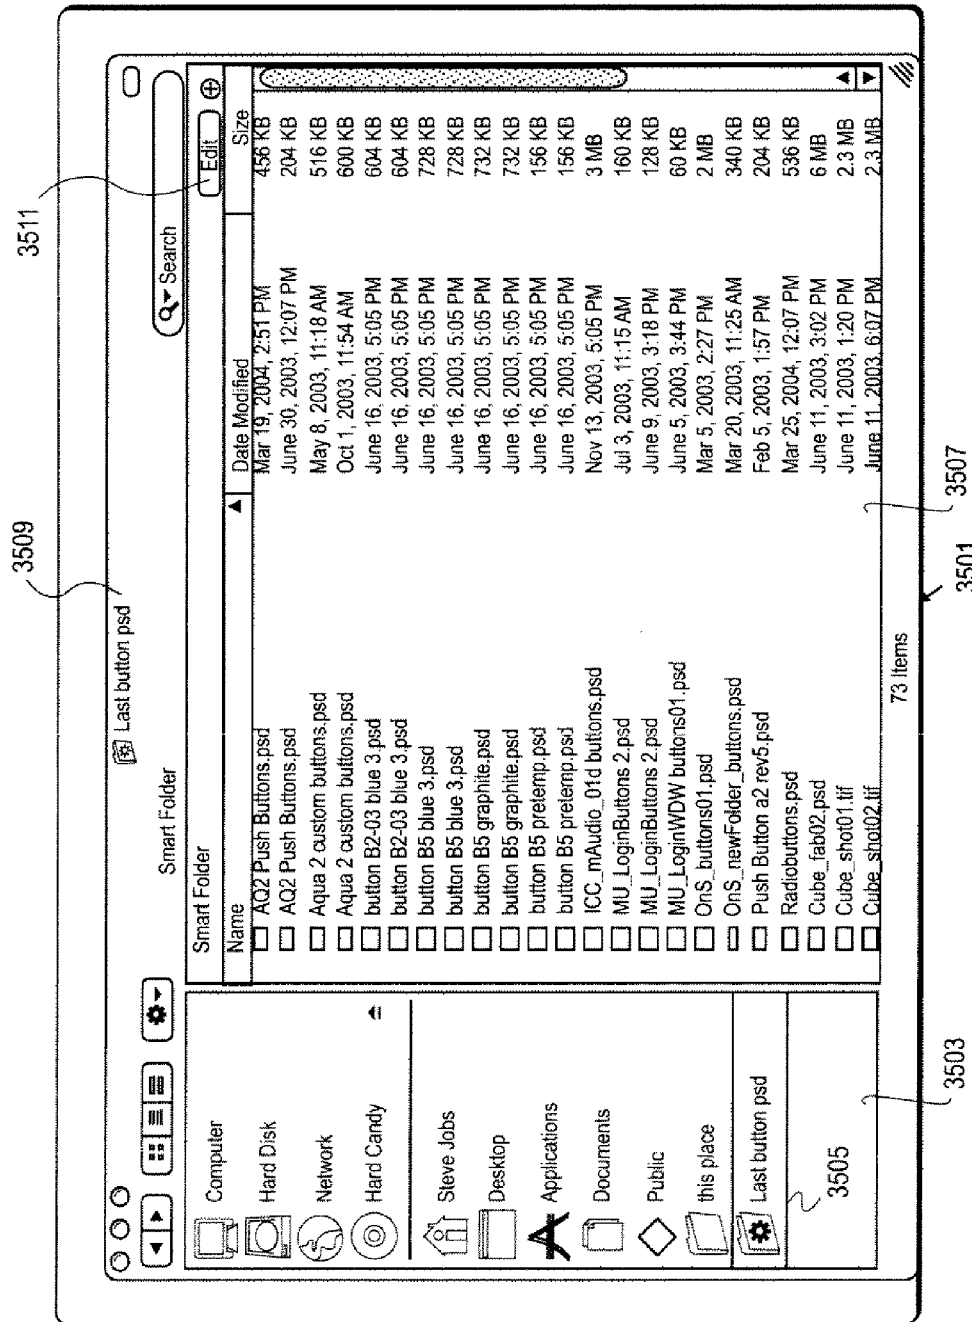 3509
3511
Last button psd
Smart Folder
Search
Computer
Hard Disk
Network
Hard Candy
Steve Jobs
Desktop
Applications
Documents
Public
this place
Last button psd
3505
3503
Smart Folder
Edit
Name Date Modified Size
AQ2 Push Buttons.psd Mar 19, 2004, 2:51 PM 456 KB
AQ2 Push Buttons.psd June 30, 2003, 12:07 PM 204 KB
Aqua 2 custom buttons.psd May 8, 2003, 11:18 AM 516 KB
Aqua 2 custom buttons.psd Oct 1, 2003, 11:54 AM 600 KB
button B2-03 blue 3.psd June 16, 2003, 5:05 PM 604 KB
button B2-03 blue 3.psd June 16, 2003, 5:05 PM 604 KB
button B5 blue 3.psd June 16, 2003, 5:05 PM 728 KB
button B5 blue 3.psd June 16, 2003, 5:05 PM 728 KB
button B5 graphite.psd June 16, 2003, 5:05 PM 732 KB
button B5 graphite.psd June 16, 2003, 5:05 PM 732 KB
button B5 pretemp.psd June 16, 2003, 5:05 PM 156 KB
button B5 pretemp.psd June 16, 2003, 5:05 PM 156 KB
ICC_mAudio_01d buttons.psd Nov 13, 2003, 5:05 PM 3 MB
MU_LoginButtons 2.psd Jul 3, 2003, 11:15 AM 160 KB
MU_LoginButtons 2.psd June 9, 2003, 3:18 PM 128 KB
MU_LoginWDW buttons01.psd June 5, 2003, 3:44 PM 60 KB
OnS_buttons01.psd Mar 5, 2003, 2:27 PM 2 MB
OnS_newFolder_buttons.psd Mar 20, 2003, 11:25 AM 340 KB
Push Button a2 rev5.psd Feb 5, 2003, 1:57 PM 204 KB
Radiobuttons.psd Mar 25, 2004, 12:07 PM 536 KB
Cube_fab02.psd June 11, 2003, 3:02 PM 6 MB
Cube_shot01.tif June 11, 2003, 1:20 PM 2.3 MB
Cube_shot02.tif June 11, 2003, 6:07 PM 2.3 MB
73 Items
3507
3501